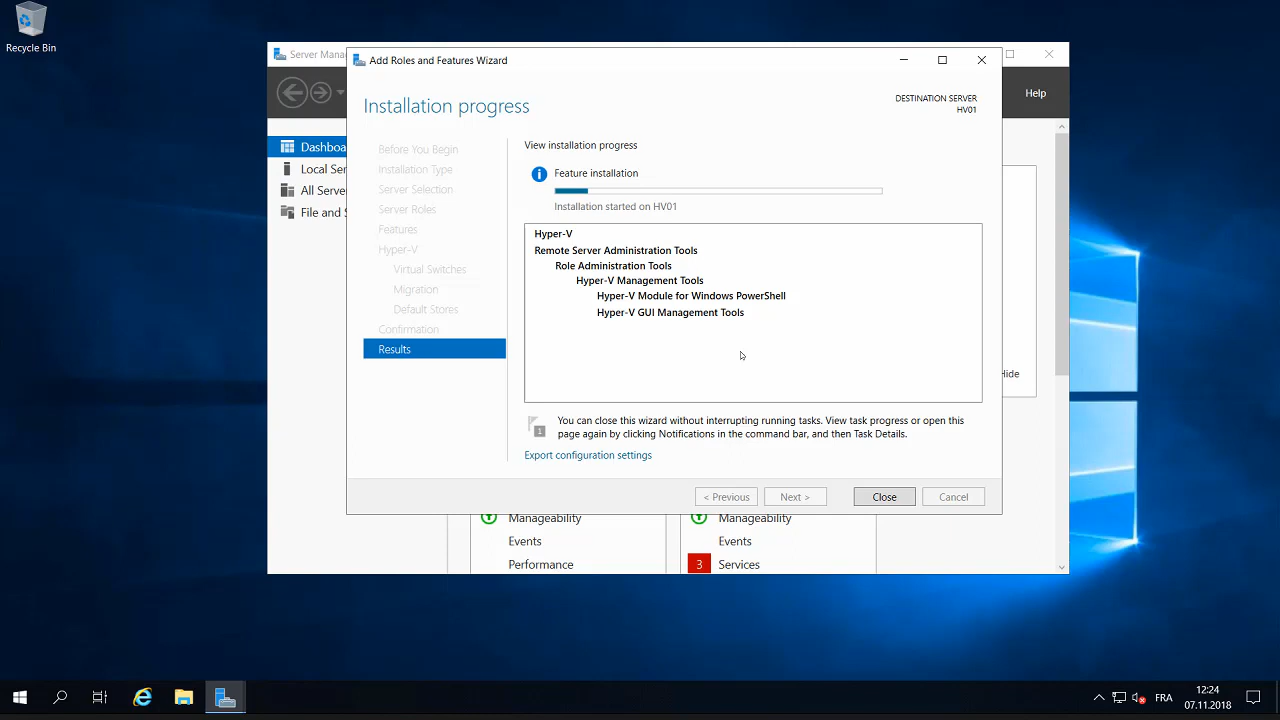 Recycle Bin
Server Mana
Add Roles and Features Wizard
Installation progress
DESTINATION SERVER
HV01
Help
Dashboa
Local Ser
All Serve
File and S
Before You Begin
Installation Type
Server Selection
Server Roles
Features
Hyper-V
Virtual Switches
Migration
Default Stores
Confirmation
Results
View installation progress
Feature installation
Installation started on HV01
Hyper-V
Remote Server Administration Tools
Role Administration Tools
Hyper-V Management Tools
Hyper-V Module for Windows PowerShell
Hyper-V GUI Management Tools
Hide
1
You can close this wizard without interrupting running tasks. View task progress or open this
page again by clicking Notifications in the command bar, and then Task Details.
Export configuration settings
< Previous
Next >
Close
Cancel
Manageability
Events
Performance
Manageability
Events
3 Services
FRA
12:24
07.11.2018